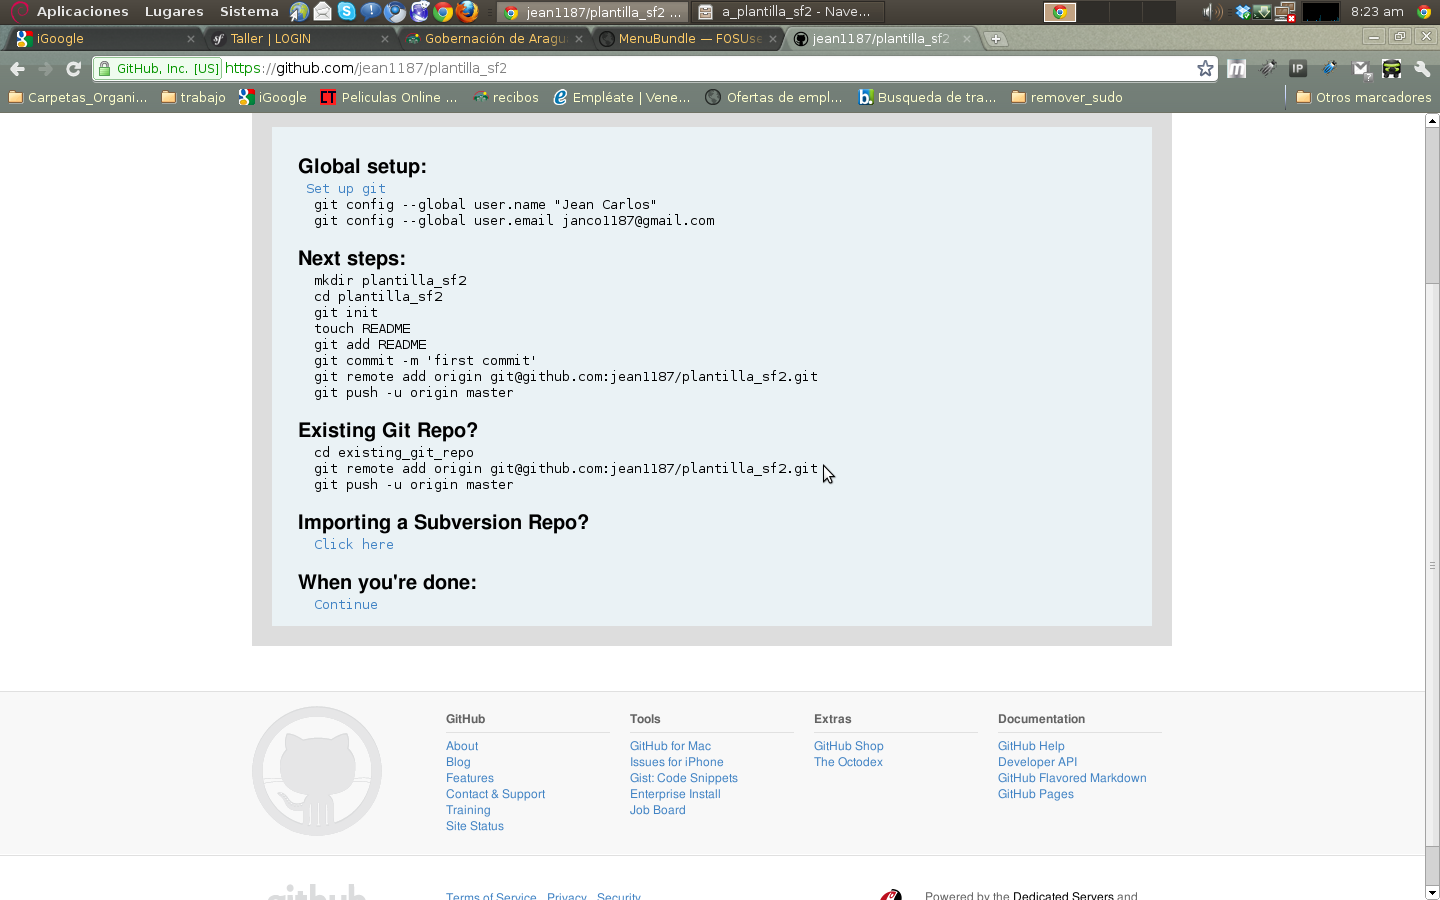 Aplicaciones Lugares Sistema jean1187/plantilla_sf2 ... a_plantilla_sf2 - Nave... 8:23 am
iGoogle Taller | LOGIN Gobernación de Aragu MenuBundle — FOSUse jean1187/plantilla_sf2
GitHub, Inc. [US] https://github.com/jean1187/plantilla_sf2
IP
Carpetas_Organi... trabajo iGoogle CT Peliculas Online ... recibos Empléate | Vene... Ofertas de empl... Busqueda de tra... remover_sudo Otros marcadores
Global setup:
Set up git
git config --global user.name "Jean Carlos"
git config --global user.email janco1187@gmail.com
Next steps:
mkdir plantilla_sf2
cd plantilla_sf2
git init
touch README
git add README
git commit -m 'first commit'
git remote add origin git@github.com:jean1187/plantilla_sf2.git
git push -u origin master
Existing Git Repo?
cd existing_git_repo
git remote add origin git@github.com:jean1187/plantilla_sf2.git
git push -u origin master
Importing a Subversion Repo?
Click here
When you're done:
Continue
GitHub Tools Extras Documentation
About GitHub for Mac GitHub Shop GitHub Help
Blog Issues for iPhone The Octodex Developer API
Features Gist: Code Snippets GitHub Flavored Markdown
Contact & Support Enterprise Install GitHub Pages
Training Job Board
Site Status
github Terms of Service Privacy Security Powered by the Dedicated Servers and